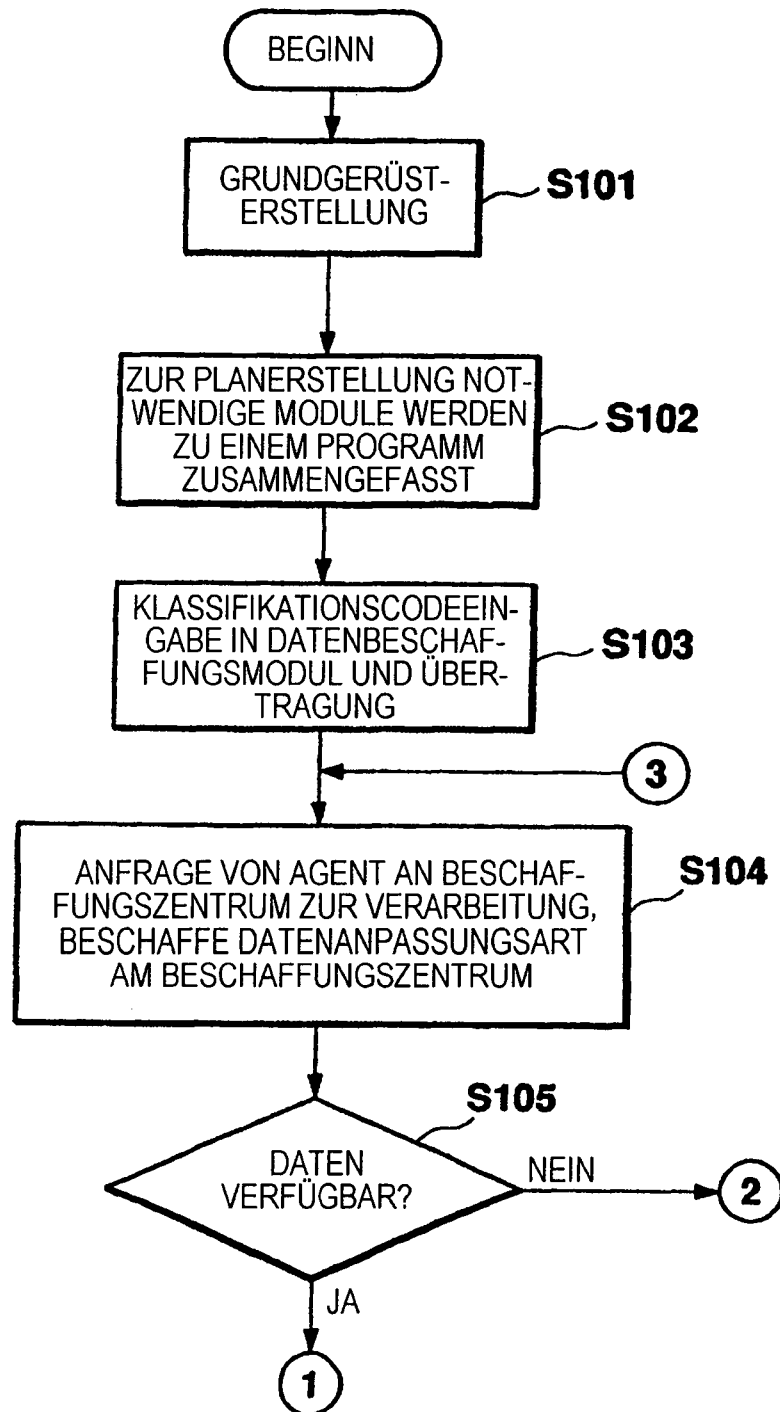 BEGINN
GRUNDGERÜST-
ERSTELLUNG
S101
ZUR PLANERSTELLUNG NOT-
WENDIGE MODULE WERDEN
ZU EINEM PROGRAMM
ZUSAMMENGEFASST
S102
KLASSIFIKATIONSCODEEIN-
GABE IN DATENBESCHAF-
FUNGSMODUL UND ÜBER-
TRAGUNG
S103
3
ANFRAGE VON AGENT AN BESCHAF-
FUNGSZENTRUM ZUR VERARBEITUNG,
BESCHAFFE DATENANPASSUNGSART
AM BESCHAFFUNGSZENTRUM
S104
S105
DATEN
VERFÜGBAR?
NEIN
2
JA
1